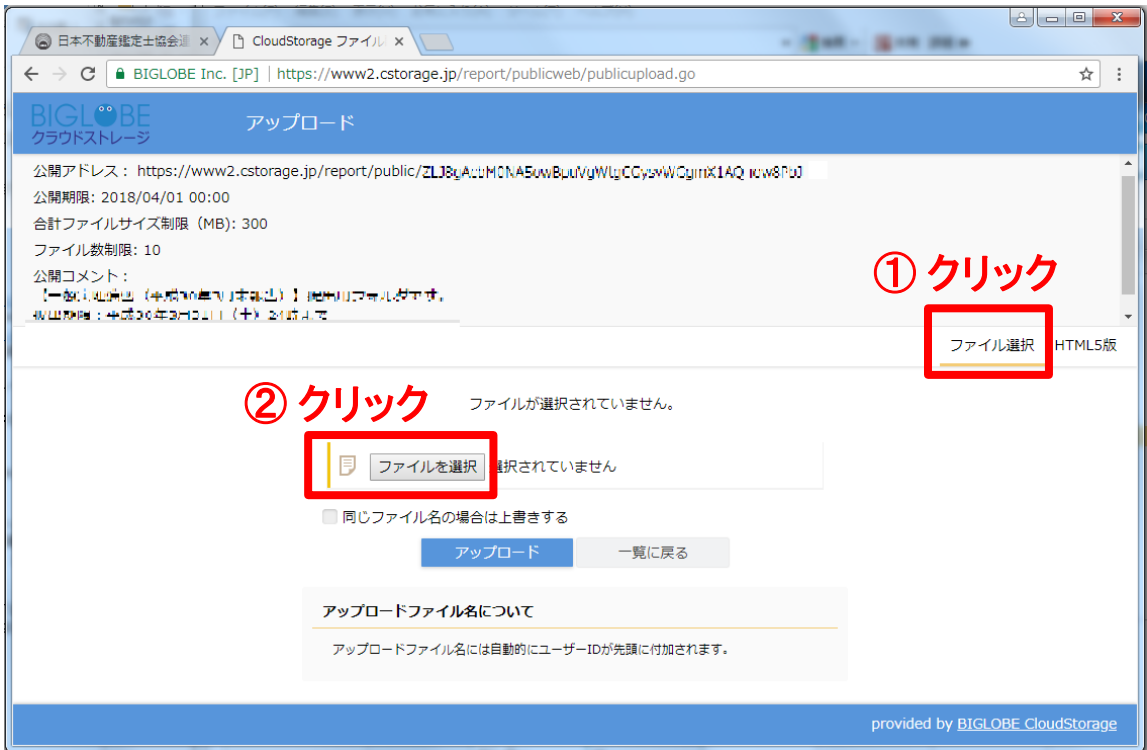 日本不動産鑑定士協会連
CloudStorage ファイル
BIGLOBE Inc. [JP] | https://www2.cstorage.jp/report/publicweb/publicupload.go
BIGLOBE
クラウドストレージ
アップロード
公開アドレス： https://www2.cstorage.jp/report/public/
公開期限: 2018/04/01 00:00
合計ファイルサイズ制限（MB): 300
ファイル数制限: 10
公開コメント：
① クリック
ファイル選択
HTML5版
② クリック
ファイルが選択されていません。
ファイルを選択 選択されていません
同じファイル名の場合は上書きする
アップロード
一覧に戻る
アップロードファイル名について
アップロードファイル名には自動的にユーザーIDが先頭に付加されます。
provided by BIGLOBE CloudStorage